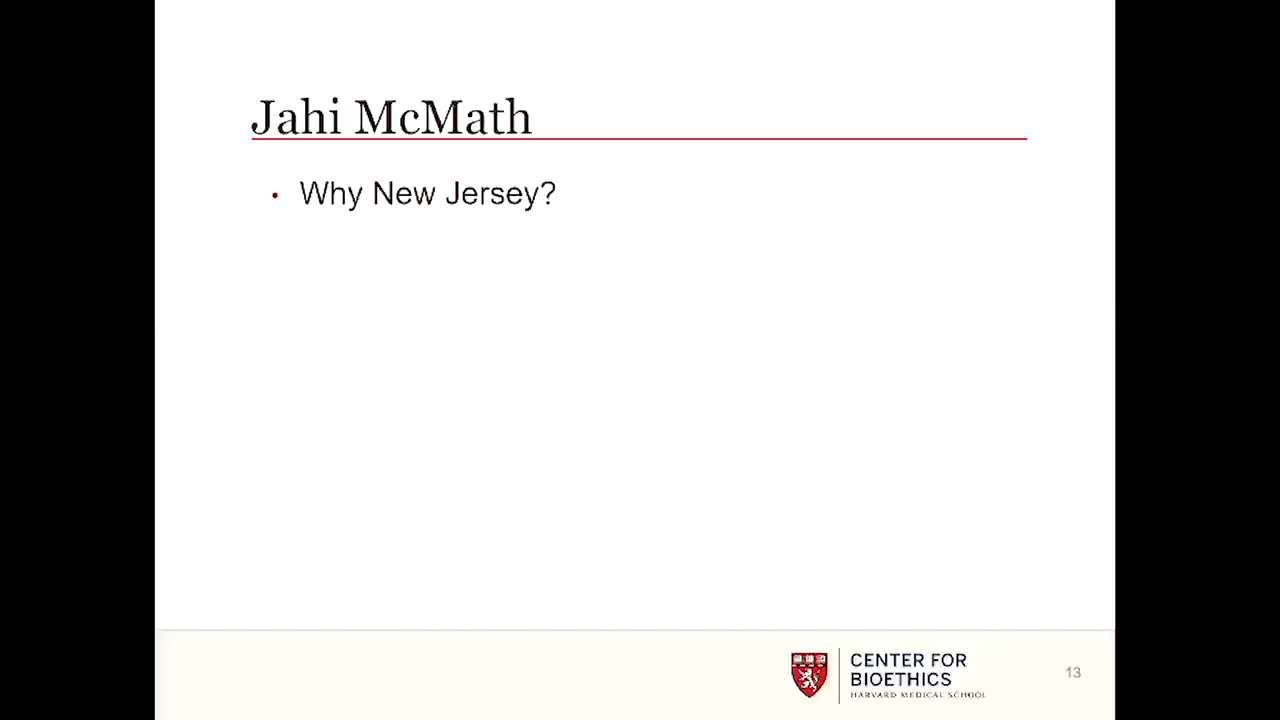 Jahi McMath
• Why New Jersey?
CENTER FOR
BIOETHICS
HARVARD MEDICAL SCHOOL
13